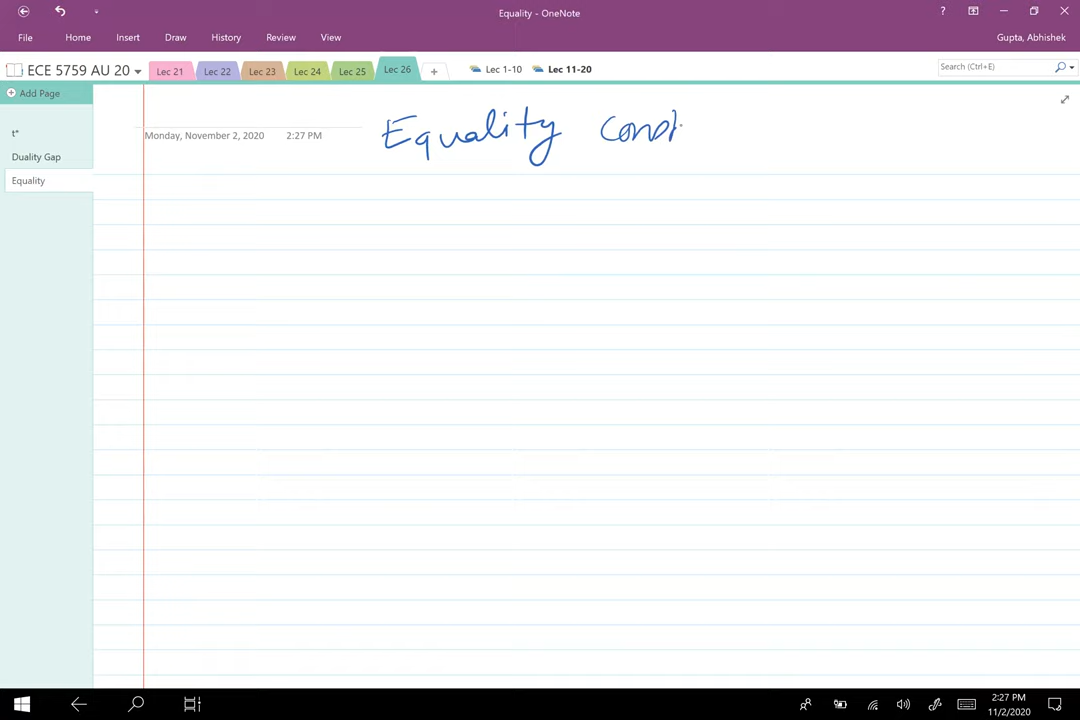 Equality - OneNote
?
File Home Insert Draw History Review View
Gupta, Abhishek
ECE 5759 AU 20 Lec 21 Lec 22 Lec 23 Lec 24 Lec 25 Lec 26 + Lec 1-10 Lec 11-20
Search (Ctrl+E)
Add Page
Monday, November 2, 2020 2:27 PM
Equality
t*
Duality Gap
Equality
2:27 PM
11/2/2020